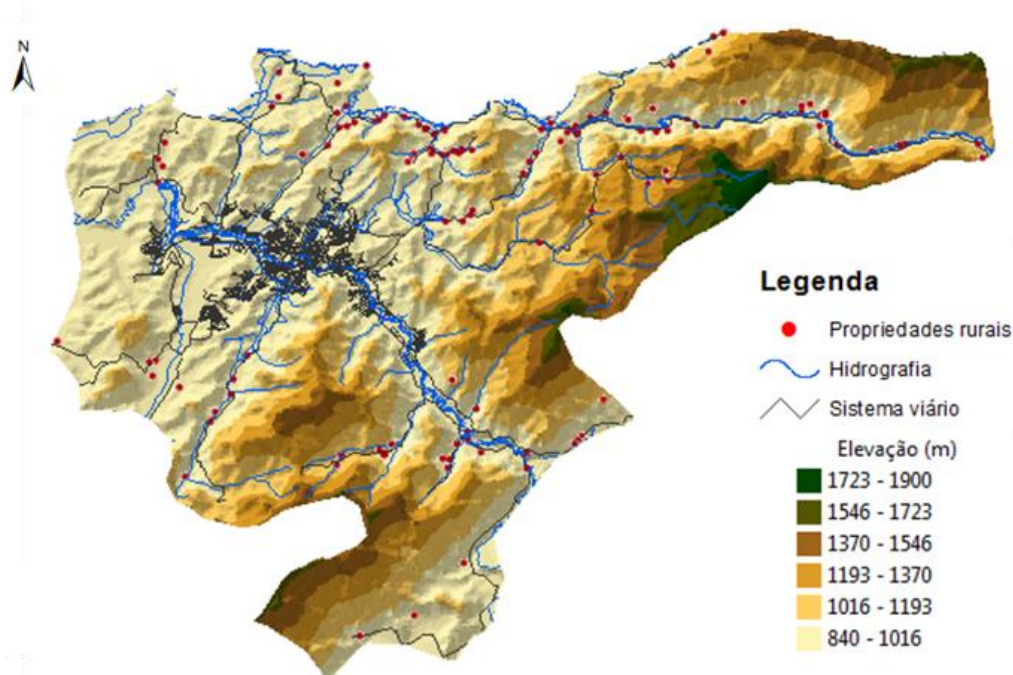 N
Legenda
Propriedades rurais
Hidrografia
Sistema viário
Elevação (m)
1723 - 1900
1546 - 1723
1370 - 1546
1193 - 1370
1016 - 1193
840 - 1016